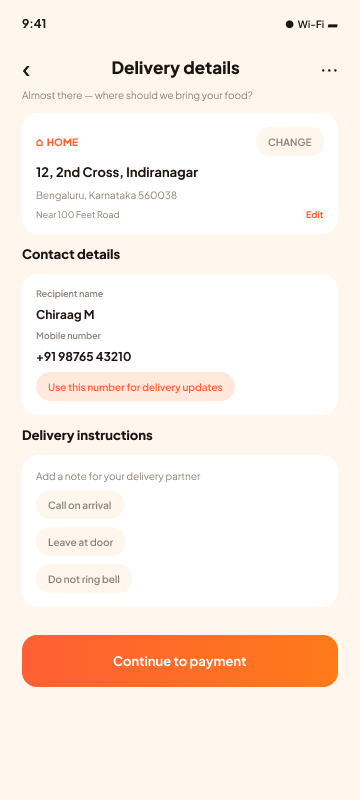 9:41
Wi-Fi
Delivery details
Almost there — where should we bring your food?
HOME
CHANGE
12, 2nd Cross, Indiranagar
Bengaluru, Karnataka 560038
Near 100 Feet Road
Edit
Contact details
Recipient name
Chiraag M
Mobile number
+91 98765 43210
Use this number for delivery updates
Delivery instructions
Add a note for your delivery partner
Call on arrival
Leave at door
Do not ring bell
Continue to payment